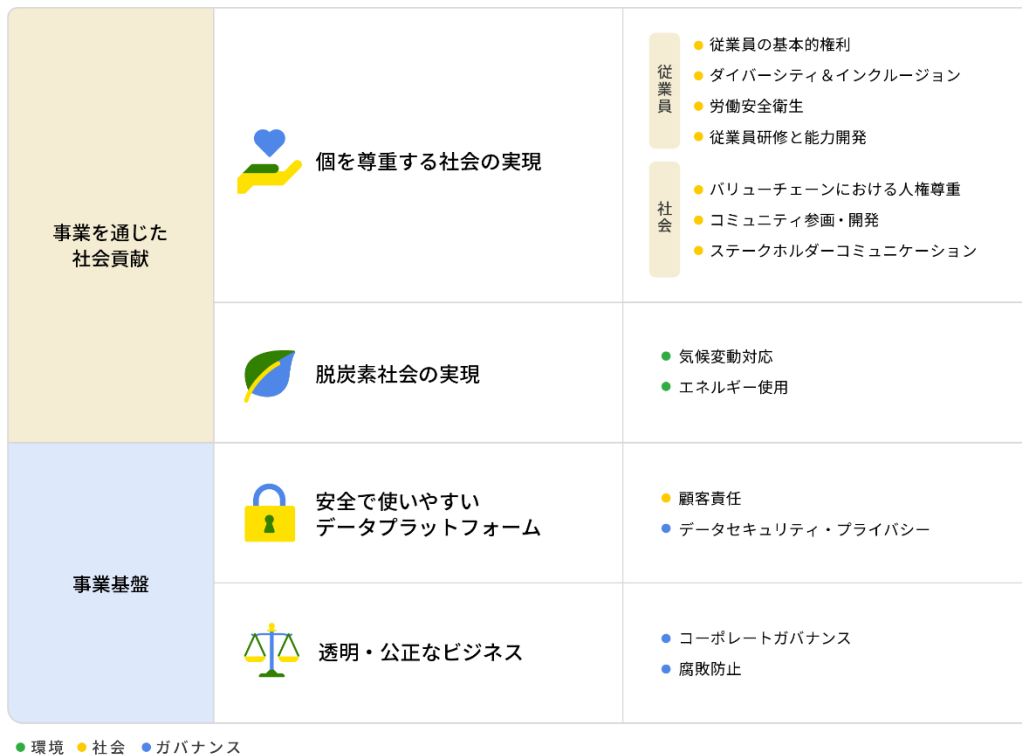 事業を通じた
社会貢献
個を尊重する社会の実現
従業員
従業員の基本的権利
ダイバーシティ＆インクルージョン
労働安全衛生
従業員研修と能力開発
社会
バリューチェーンにおける人権尊重
コミュニティ参画・開発
ステークホルダーコミュニケーション
脱炭素社会の実現
気候変動対応
エネルギー使用
事業基盤
安全で使いやすい
データプラットフォーム
顧客責任
データセキュリティ・プライバシー
透明・公正なビジネス
コーポレートガバナンス
腐敗防止
環境 社会 ガバナンス